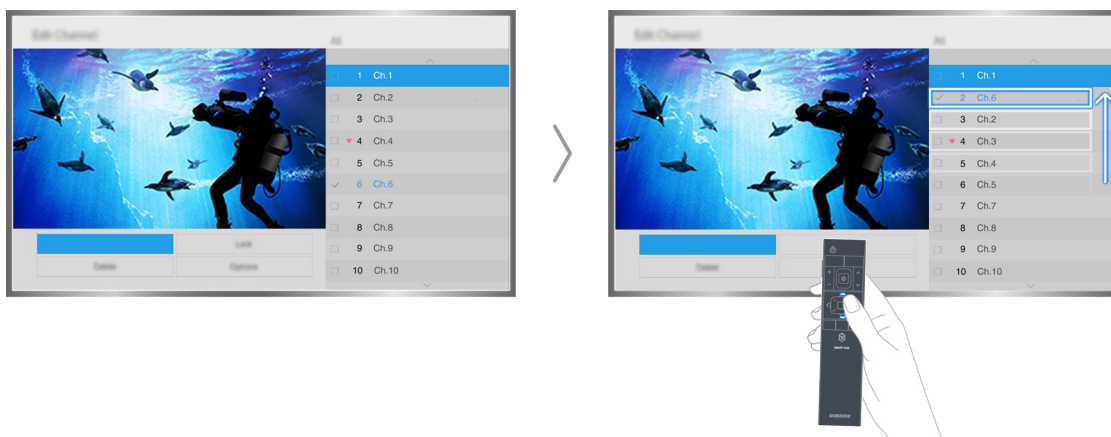 Edit Channel
All
1 Ch.1
2 Ch.2
3 Ch.3
4 Ch.4
5 Ch.5
6 Ch.6
7 Ch.7
8 Ch.8
9 Ch.9
10 Ch.10
Lock
Delete
Options
Edit Channel
All
1 Ch.1
2 Ch.6
3 Ch.2
4 Ch.3
5 Ch.4
6 Ch.5
7 Ch.7
8 Ch.8
9 Ch.9
10 Ch.10
Delete
SMART HUB
SAMSUNG